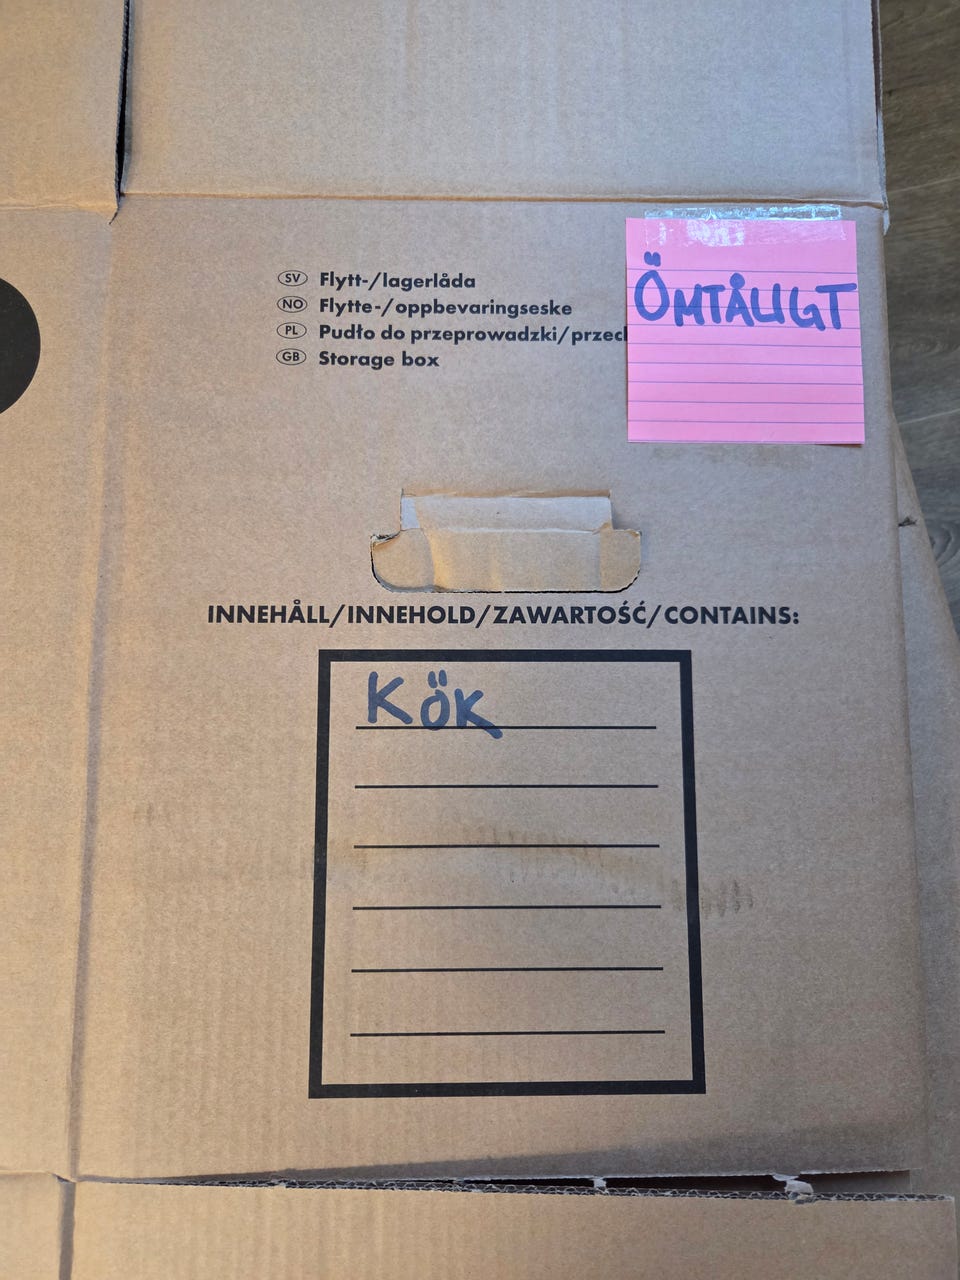 SV Flytt-/lagerlåda
NO Flytte-/oppbevaringseske
PL Pudło do przeprowadzki/
GB Storage box
ÖMTÅLIGT
INNEHÅLL/INNEHOLD/ZAWARTOŚĆ/CONTAINS:
KÖK